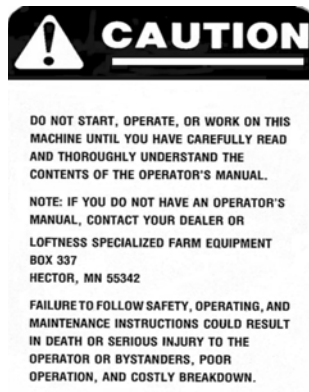 CAUTION
DO NOT START, OPERATE, OR WORK ON THIS
MACHINE UNTIL YOU HAVE CAREFULLY READ
AND THOROUGHLY UNDERSTAND THE
CONTENTS OF THE OPERATOR'S MANUAL.
NOTE: IF YOU DO NOT HAVE AN OPERATOR'S
MANUAL, CONTACT YOUR DEALER OR
LOFTNESS SPECIALIZED FARM EQUIPMENT
BOX 337
HECTOR, MN 55342
FAILURE TO FOLLOW SAFETY, OPERATING, AND
MAINTENANCE INSTRUCTIONS COULD RESULT
IN DEATH OR SERIOUS INJURY TO THE
OPERATOR OR BYSTANDERS, POOR
OPERATION, AND COSTLY BREAKDOWN.